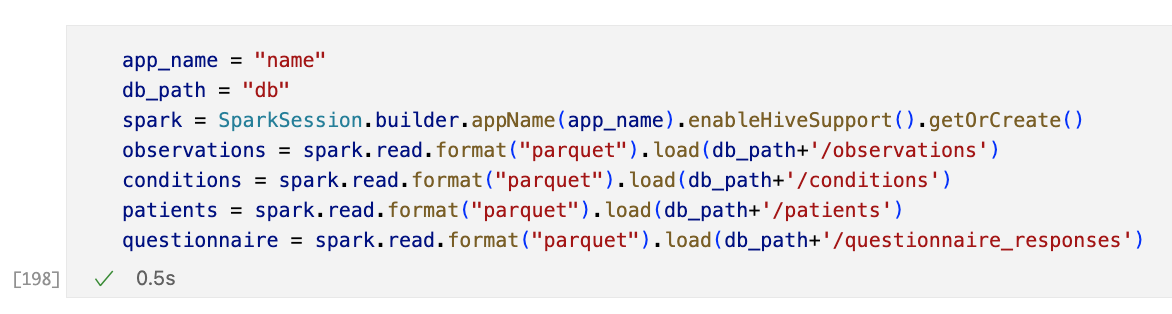 app_name = "name"
db_path = "db"
spark = SparkSession.builder.appName(app_name).enableHiveSupport().getOrCreate()
observations = spark.read.format("parquet").load(db_path+'/observations')
conditions = spark.read.format("parquet").load(db_path+'/conditions')
patients = spark.read.format("parquet").load(db_path+'/patients')
questionnaire = spark.read.format("parquet").load(db_path+'/questionnaire_responses')
[198] ✓ 0.5s